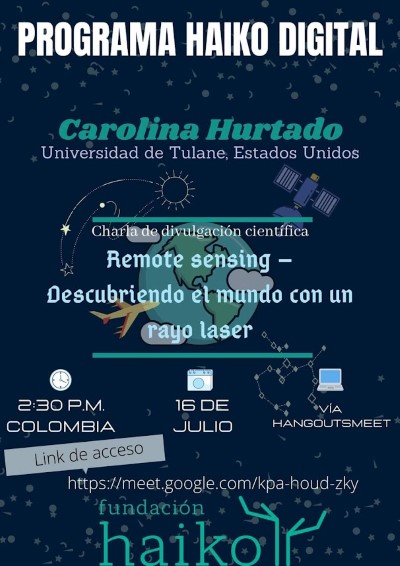 PROGRAMA HAIKO DIGITAL
Carolina Hurtado
Universidad de Tulane, Estados Unidos
Charla de divulgación científica
Remote sensing –
Descubriendo el mundo con un
rayo laser
2:30 P.M.
COLOMBIA
16 DE
JULIO
VÍA
HANGOUTSMEET
Link de acceso
https://meet.google.com/kpa-houd-zky
fundación
haiko